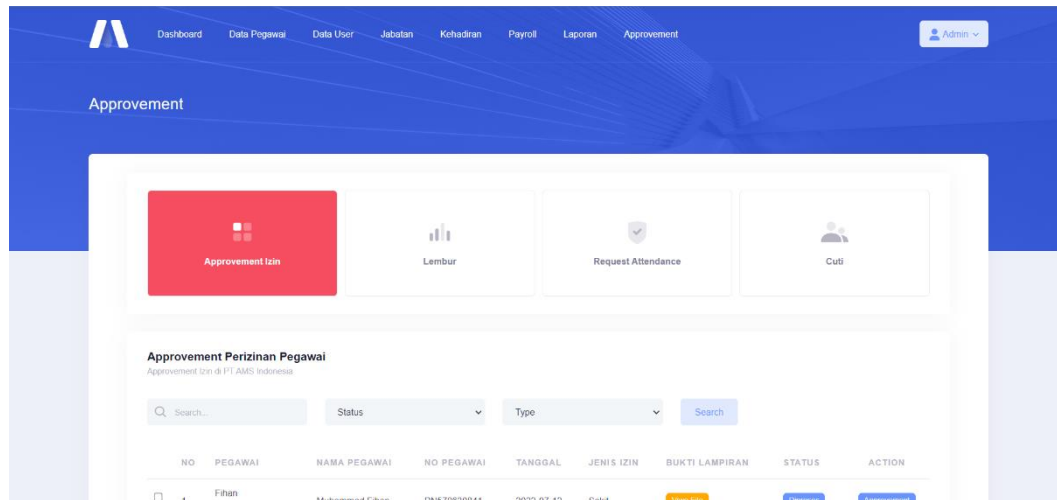 Dashboard Data Pegawai Data User Jabatan Kehadiran Payroll Laporan Approvement Admin
Approvement
Approvement Izin Lembur Request Attendance Cuti
Approvement Perizinan Pegawai
Approvement Izin di PT AMS Indonesia
Search... Status Type Search
NO PEGAWAI NAMA PEGAWAI NO PEGAWAI TANGGAL JENIS IZIN BUKTI LAMPIRAN STATUS ACTION
Fihan